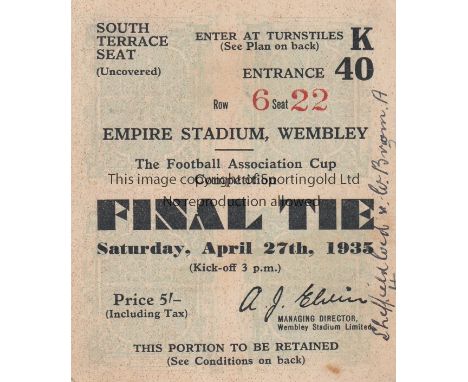 SOUTH TERRACE SEAT
(Uncovered)
ENTER AT TURNSTILES K
(See Plan on back)
ENTRANCE 40
Row 6 Seat 22
EMPIRE STADIUM, WEMBLEY
The Football Association Cup
Competition
This image copyright of Sportingold Ltd
No reproduction allowed
FINAL TIE
Saturday, April 27th, 1935
(Kick-off 3 p.m.)
Price 5/-
(Including Tax)
A. J. Elvin
MANAGING DIRECTOR,
Wembley Stadium Limited
THIS PORTION TO BE RETAINED
(See Conditions on back)
Sheffield Wed v. W. Brom. A